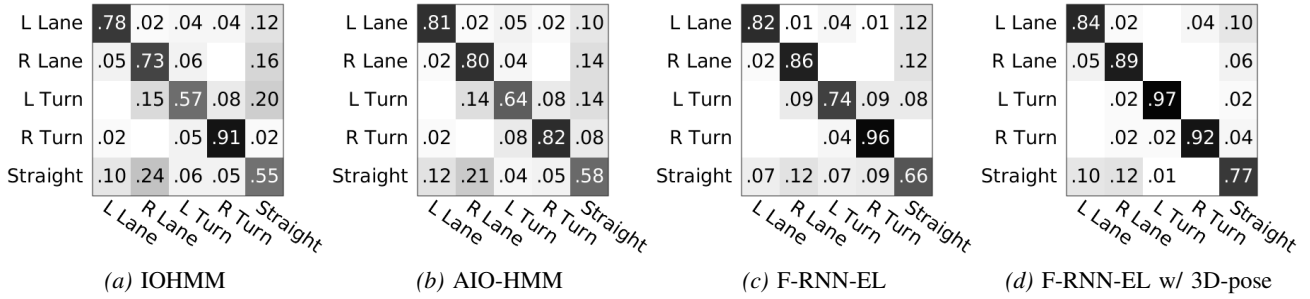 L Lane .78 .02 .04 .04 .12
R Lane .05 .73 .06 .16
L Turn .15 .57 .08 .20
R Turn .02 .05 .91 .02
Straight .10 .24 .06 .05 .55
L Lane R Lane L Turn R Turn Straight
(a) IOHMM
L Lane .81 .02 .05 .02 .10
R Lane .02 .80 .04 .14
L Turn .14 .64 .08 .14
R Turn .02 .08 .82 .08
Straight .12 .21 .04 .05 .58
L Lane R Lane L Turn R Turn Straight
(b) AIO-HMM
L Lane .82 .01 .04 .01 .12
R Lane .02 .86 .12
L Turn .09 .74 .09 .08
R Turn .04 .96
Straight .07 .12 .07 .09 .66
L Lane R Lane L Turn R Turn Straight
(c) F-RNN-EL
L Lane .84 .02 .04 .10
R Lane .05 .89 .06
L Turn .02 .97 .02
R Turn .02 .02 .92 .04
Straight .10 .12 .01 .77
L Lane R Lane L Turn R Turn Straight
(d) F-RNN-EL w/ 3D-pose